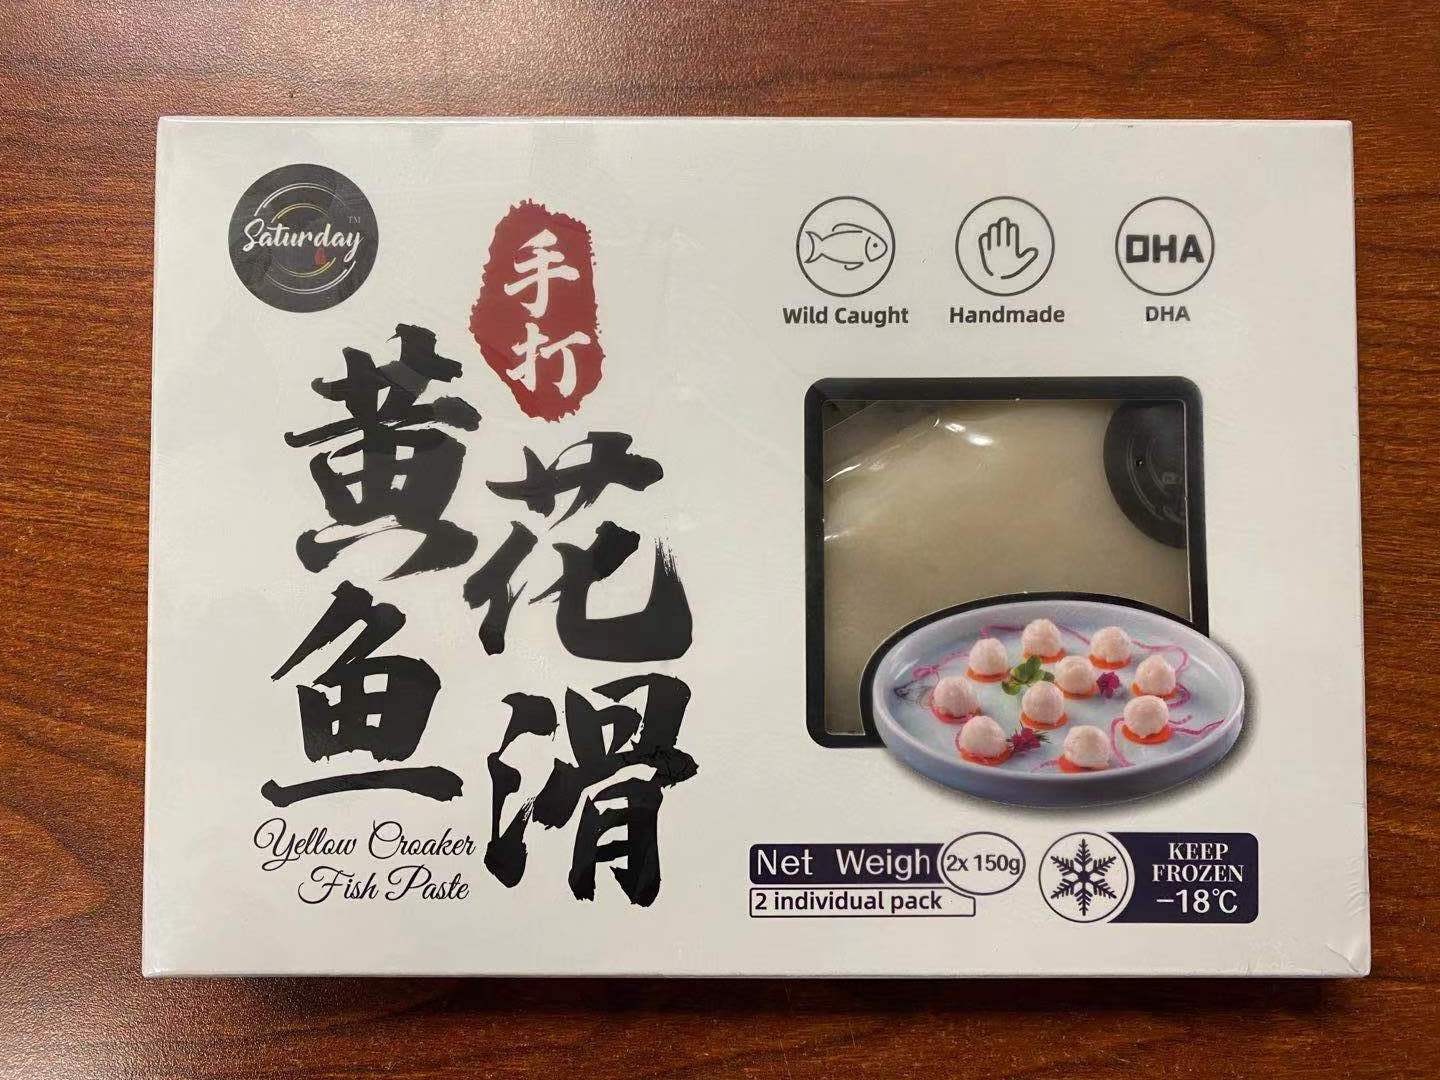 Saturday
TM
手打
黄花
鱼滑
Yellow Croaker
Fish Paste
Wild Caught
Handmade
DHA
DHA
Net Weigh 2x 150g
2 individual pack
KEEP
FROZEN
-18℃